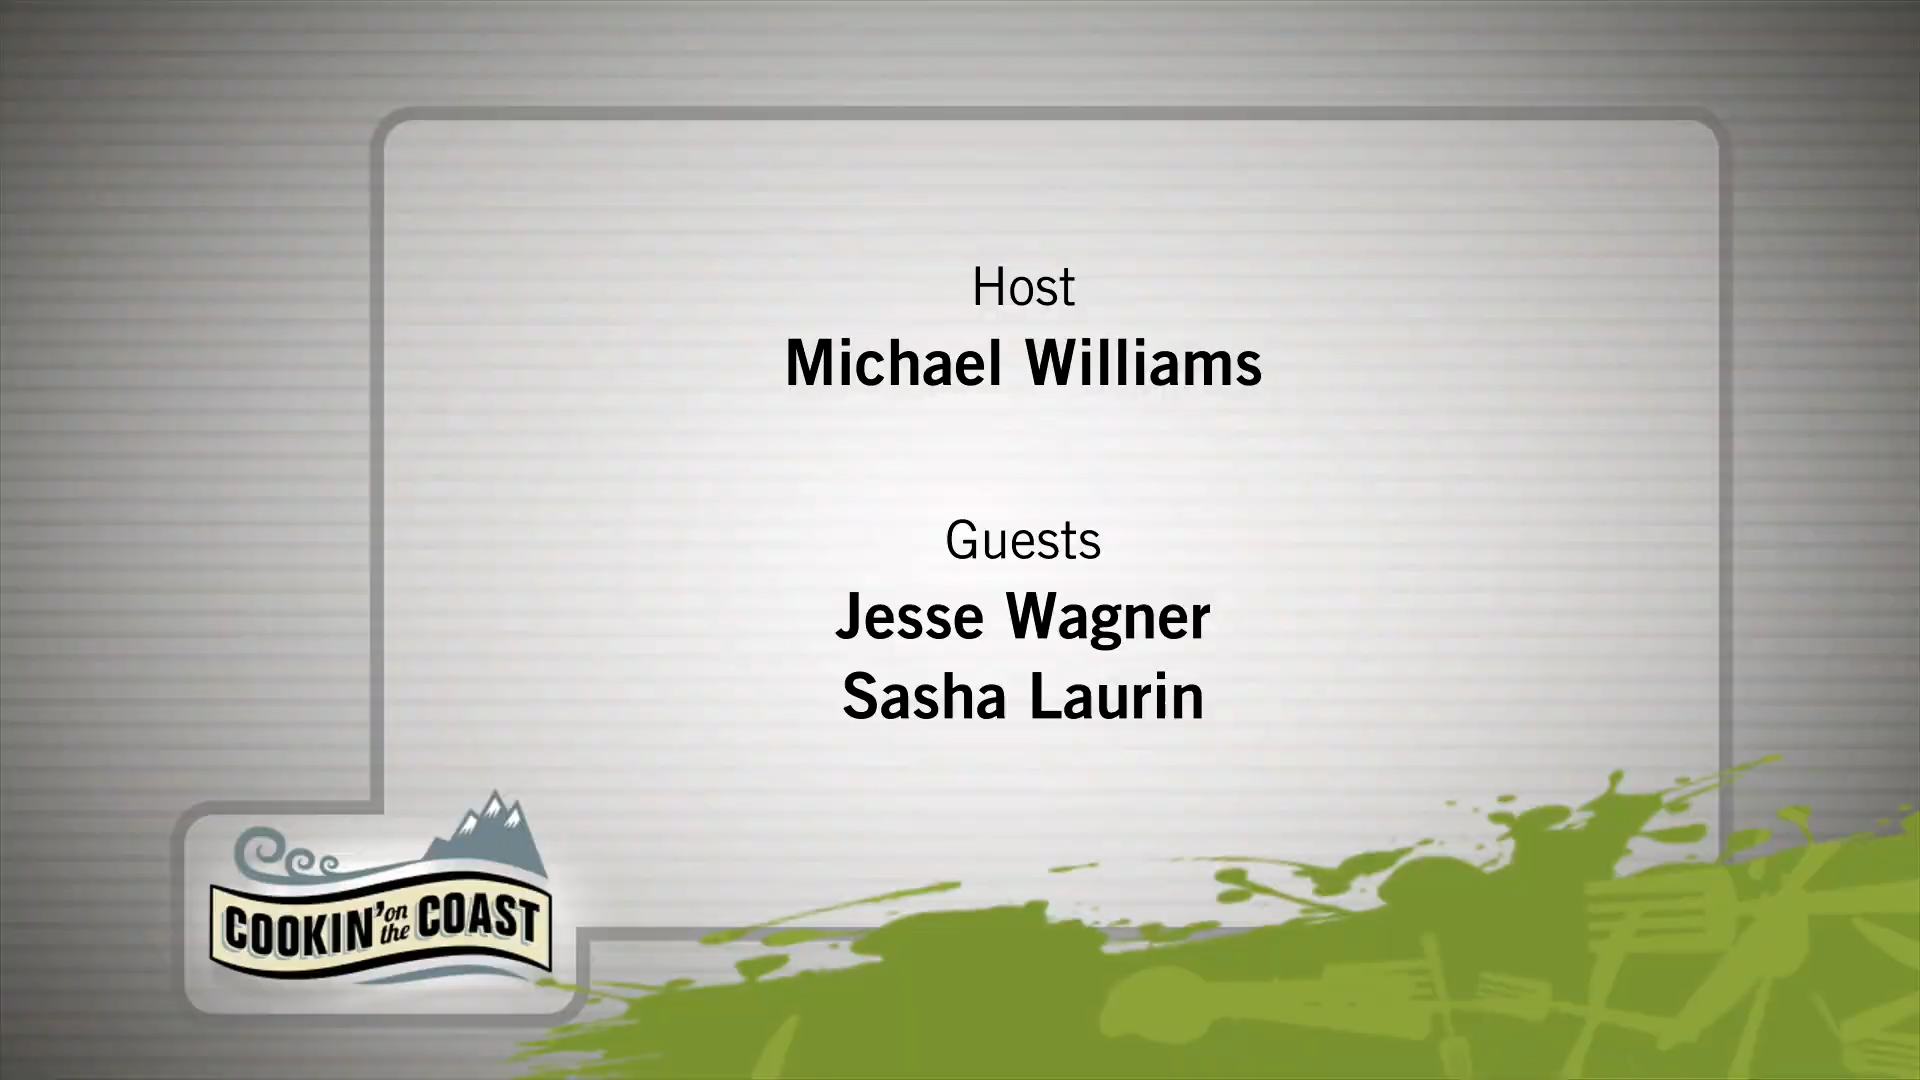 Host
Michael Williams
Guests
Jesse Wagner
Sasha Laurin
COOKIN' on the COAST